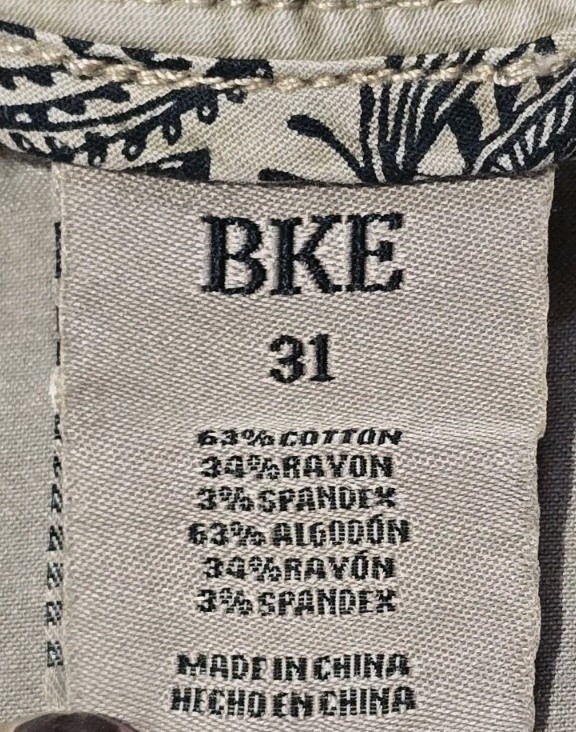 BKE
31
63% COTTON
34% RAYON
3% SPANDEX
63% ALGODÓN
34% RAYÓN
3% SPANDEX
MADE IN CHINA
HECHO EN CHINA